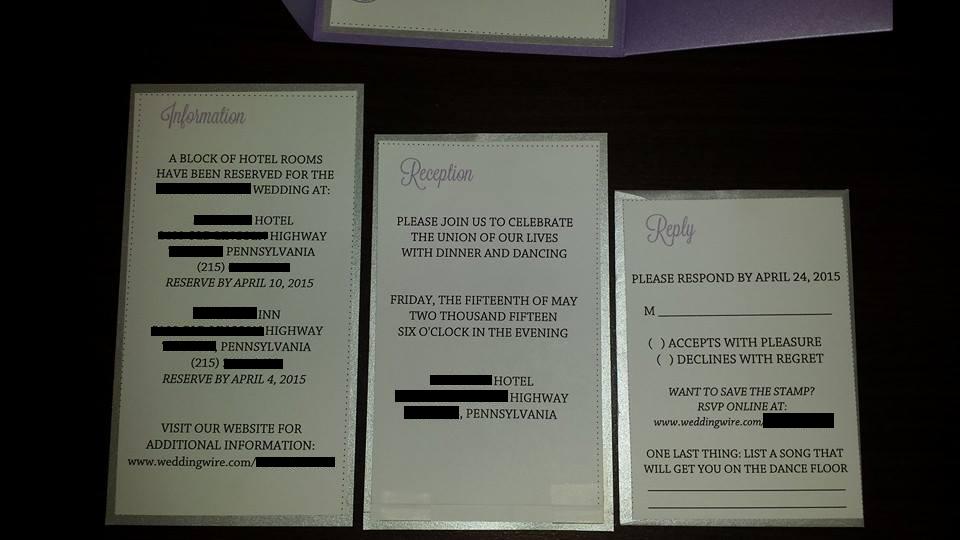 Information
A BLOCK OF HOTEL ROOMS
HAVE BEEN RESERVED FOR THE
WEDDING AT:
HOTEL
HIGHWAY
PENNSYLVANIA
(215)
RESERVE BY APRIL 10, 2015
INN
HIGHWAY
, PENNSYLVANIA
(215)
RESERVE BY APRIL 4, 2015
VISIT OUR WEBSITE FOR
ADDITIONAL INFORMATION:
www.weddingwire.com/
Reception
PLEASE JOIN US TO CELEBRATE
THE UNION OF OUR LIVES
WITH DINNER AND DANCING
FRIDAY, THE FIFTEENTH OF MAY
TWO THOUSAND FIFTEEN
SIX O'CLOCK IN THE EVENING
HOTEL
HIGHWAY
, PENNSYLVANIA
Reply
PLEASE RESPOND BY APRIL 24, 2015
M
( ) ACCEPTS WITH PLEASURE
( ) DECLINES WITH REGRET
WANT TO SAVE THE STAMP?
RSVP ONLINE AT:
www.weddingwire.com/
ONE LAST THING: LIST A SONG THAT
WILL GET YOU ON THE DANCE FLOOR